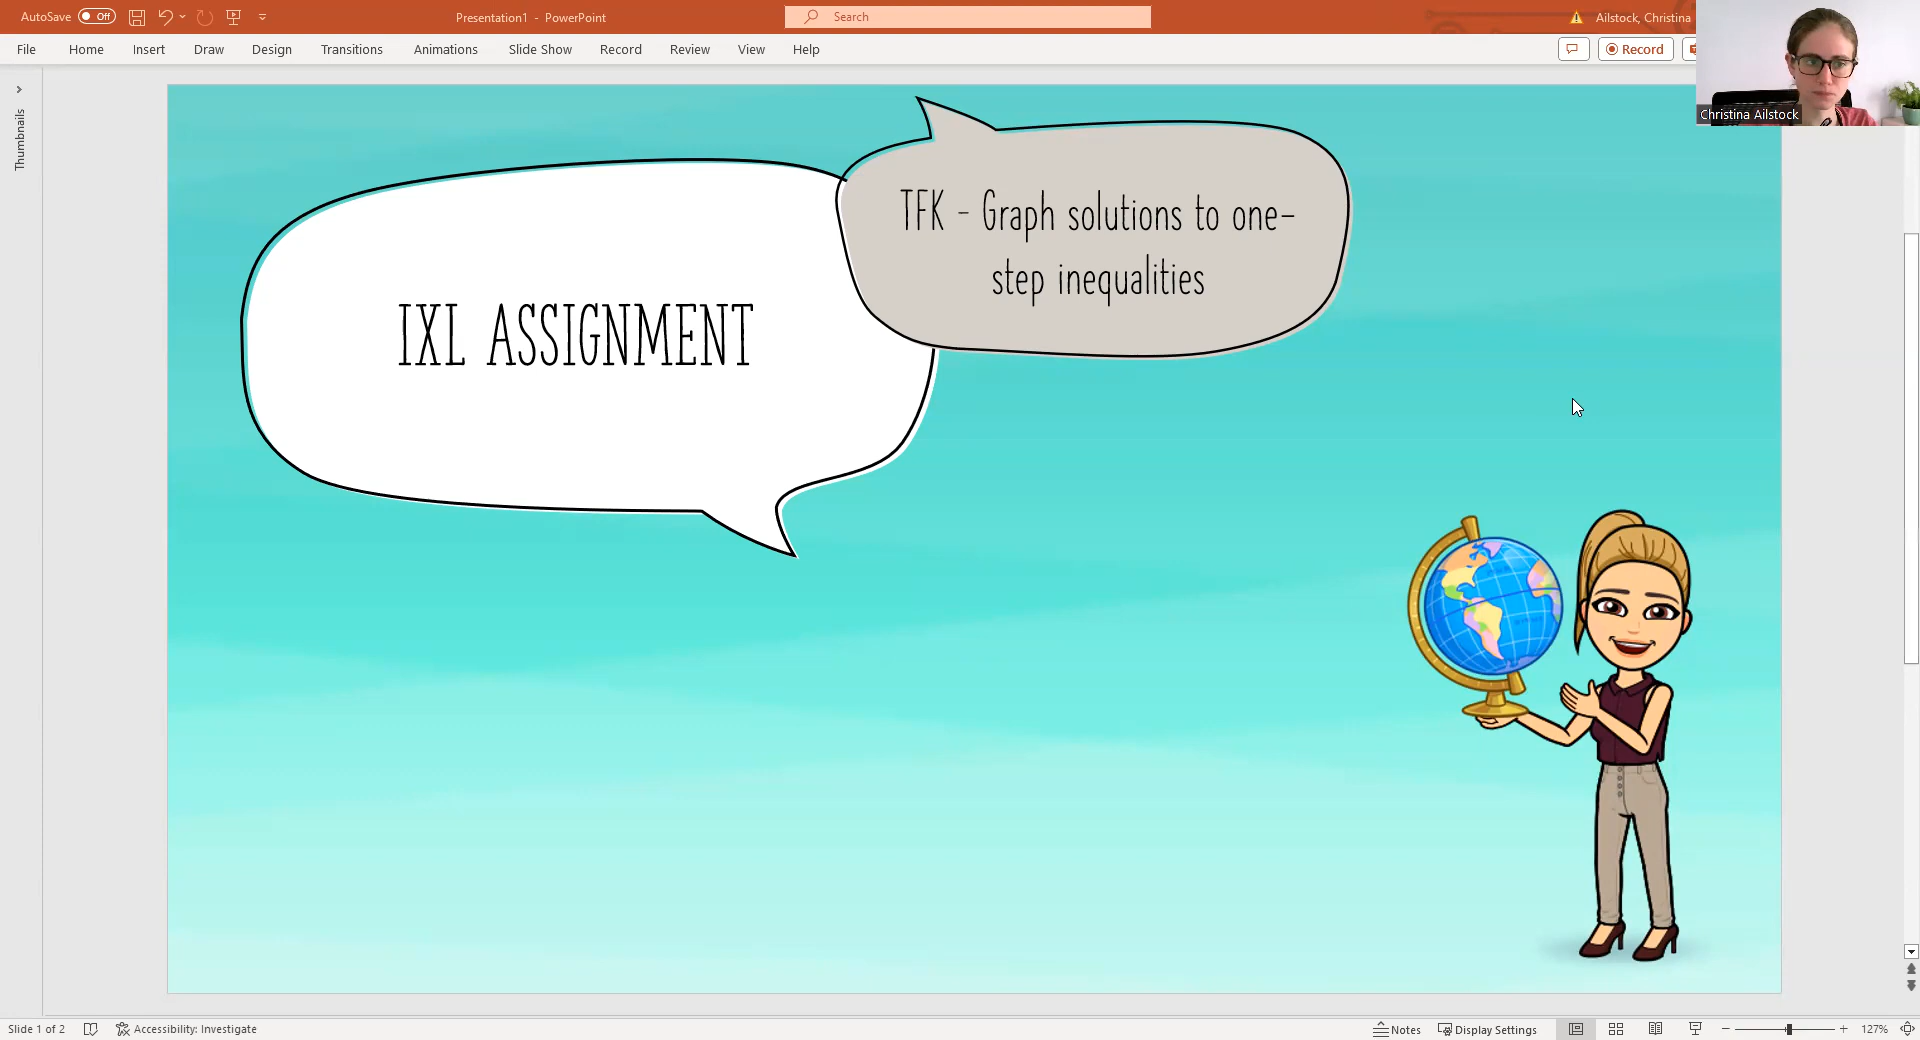 AutoSave Off
Presentation1 - PowerPoint
Search
Ailstock, Christina
File Home Insert Draw Design Transitions Animations Slide Show Record Review View Help
Record
Christina Ailstock
Thumbnails
TFK - Graph solutions to one-
step inequalities
IXL ASSIGNMENT
Slide 1 of 2
Accessibility: Investigate
Notes
Display Settings
127%